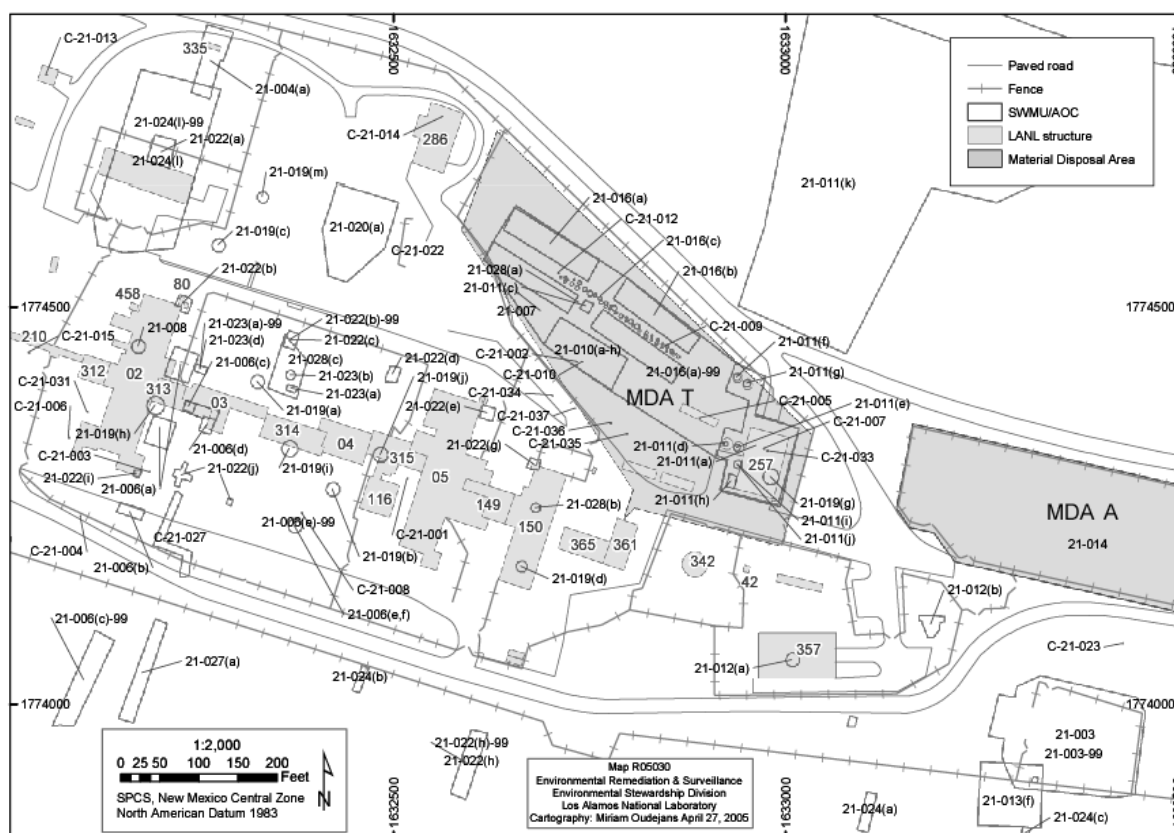 1632500
1633000
C-21-013
335
21-004(a)
21-024(l)-99
21-022(a)
21-024(l)
C-21-014
286
21-019(m)
21-020(a)
21-019(c)
C-21-022
Paved road
Fence
SWMU/AOC
LANL structure
Material Disposal Area
21-011(k)
21-016(a)
C-21-012
21-016(c)
21-016(b)
21-028(a)
21-011(c)
21-007
C-21-009
C-21-002
21-010(a-h)
C-21-010
21-016(a)-99
21-011(f)
21-011(g)
MDA T
C-21-005
21-011(e)
C-21-007
C-21-034
C-21-037
C-21-036
C-21-035
21-011(d)
21-011(a)
C-21-033
257
21-011(h)
21-019(g)
21-011(i)
21-011(j)
1774500
1774500
458
80
21-022(b)
210
C-21-015
21-008
21-023(a)-99
21-023(d)
21-006(c)
21-022(b)-99
21-022(c)
21-028(c)
21-023(b)
21-023(a)
21-022(d)
21-019(j)
21-022(e)
312
02
C-21-031
313
03
21-019(a)
C-21-006
314
04
315
21-019(h)
21-006(d)
21-019(i)
21-022(g)
C-21-003
21-022(i)
21-006(a)
21-022(j)
05
116
149
150
21-028(b)
21-005(e)-99
21-019(b)
C-21-001
365
361
342
42
C-21-004
C-21-027
21-006(b)
C-21-008
21-019(d)
21-006(e,f)
MDA A
21-014
21-012(b)
357
21-012(a)
C-21-023
21-006(c)-99
21-027(a)
21-024(b)
1774000
1774000
21-003
21-003-99
21-022(h)-99
21-022(h)
21-013(f)
21-024(a)
21-024(c)
1:2,000
0 25 50 100 150 200
Feet
N
SPCS, New Mexico Central Zone
North American Datum 1983
Map R05030
Environmental Remediation & Surveillance
Environmental Stewardship Division
Los Alamos National Laboratory
Cartography: Miriam Oudejans April 27, 2005
1632500
1633000